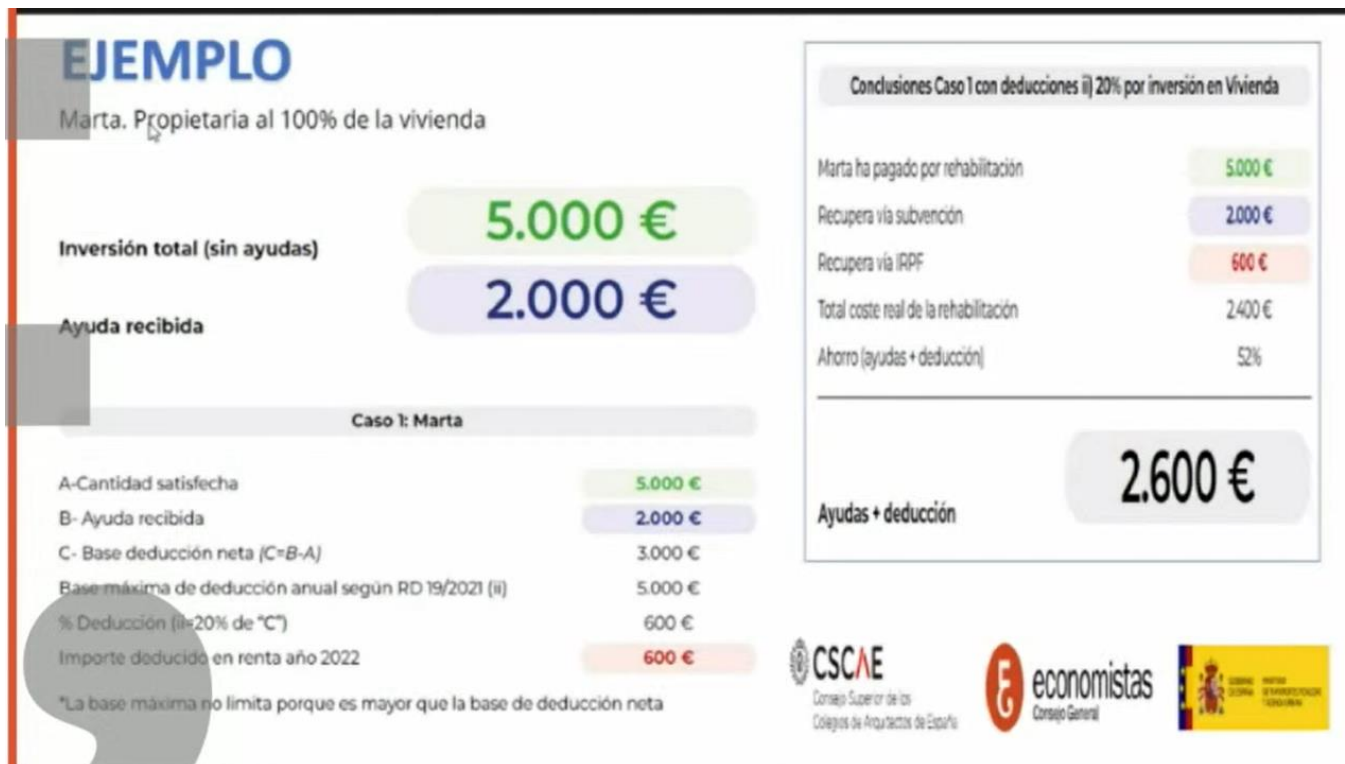 EJEMPLO
Marta. Propietaria al 100% de la vivienda
Inversión total (sin ayudas) 5.000 €
Ayuda recibida 2.000 €
Caso 1: Marta
A-Cantidad satisfecha 5.000 €
B- Ayuda recibida 2.000 €
C- Base deducción neta (C=B-A) 3.000 €
Base máxima de deducción anual según RD 19/2021 (ii) 5.000 €
% Deducción (ii=20% de "C") 600 €
Importe deducido en renta año 2022 600 €
*La base máxima no limita porque es mayor que la base de deducción neta
Conclusiones Caso 1 con deducciones ii) 20% por inversión en Vivienda
Marta ha pagado por rehabilitación 5.000 €
Recupera vía subvención 2.000 €
Recupera vía IRPF 600 €
Total coste real de la rehabilitación 2.400 €
Ahorro (ayudas + deducción) 52%
Ayudas + deducción 2.600 €
CSCAE
Consejo Superior de los
Colegios de Arquitectos de España
economistas
Consejo General